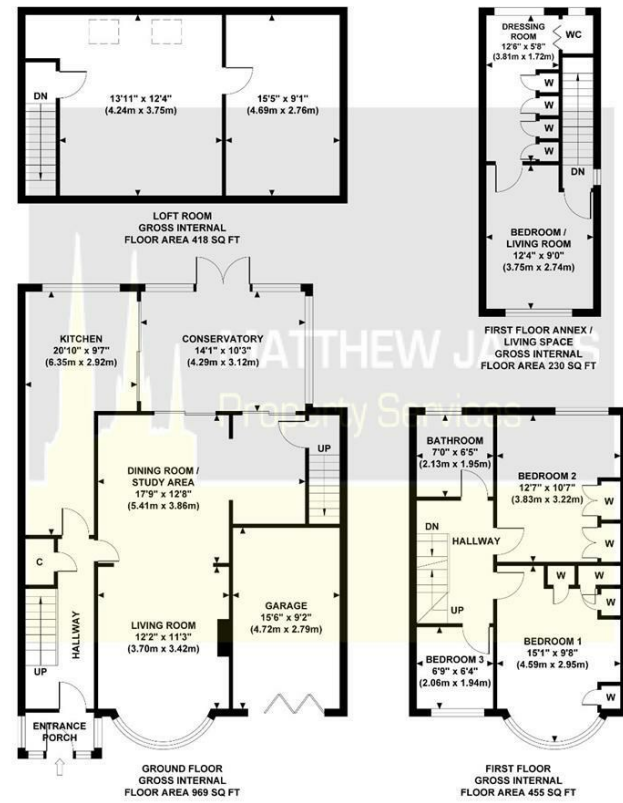 13'11" x 12'4"
(4.24m x 3.75m)
15'5" x 9'1"
(4.69m x 2.76m)
DN
LOFT ROOM
GROSS INTERNAL
FLOOR AREA 418 SQ FT
DRESSING
ROOM
12'6" x 5'8"
(3.81m x 1.72m)
WC
W
W
W
W
DN
BEDROOM /
LIVING ROOM
12'4" x 9'0"
(3.75m x 2.74m)
FIRST FLOOR ANNEX /
LIVING SPACE
GROSS INTERNAL
FLOOR AREA 230 SQ FT
KITCHEN
20'10" x 9'7"
(6.35m x 2.92m)
CONSERVATORY
14'1" x 10'3"
(4.29m x 3.12m)
UP
DINING ROOM /
STUDY AREA
17'9" x 12'8"
(5.41m x 3.86m)
C
HALLWAY
UP
LIVING ROOM
12'2" x 11'3"
(3.70m x 3.42m)
GARAGE
15'6" x 9'2"
(4.72m x 2.79m)
ENTRANCE
PORCH
GROUND FLOOR
GROSS INTERNAL
FLOOR AREA 969 SQ FT
BATHROOM
7'0" x 6'5"
(2.13m x 1.95m)
BEDROOM 2
12'7" x 10'7"
(3.83m x 3.22m)
W
W
DN
HALLWAY
UP
W
W
W
BEDROOM 1
15'1" x 9'8"
(4.59m x 2.95m)
W
BEDROOM 3
6'9" x 6'4"
(2.06m x 1.94m)
FIRST FLOOR
GROSS INTERNAL
FLOOR AREA 455 SQ FT
Property Services